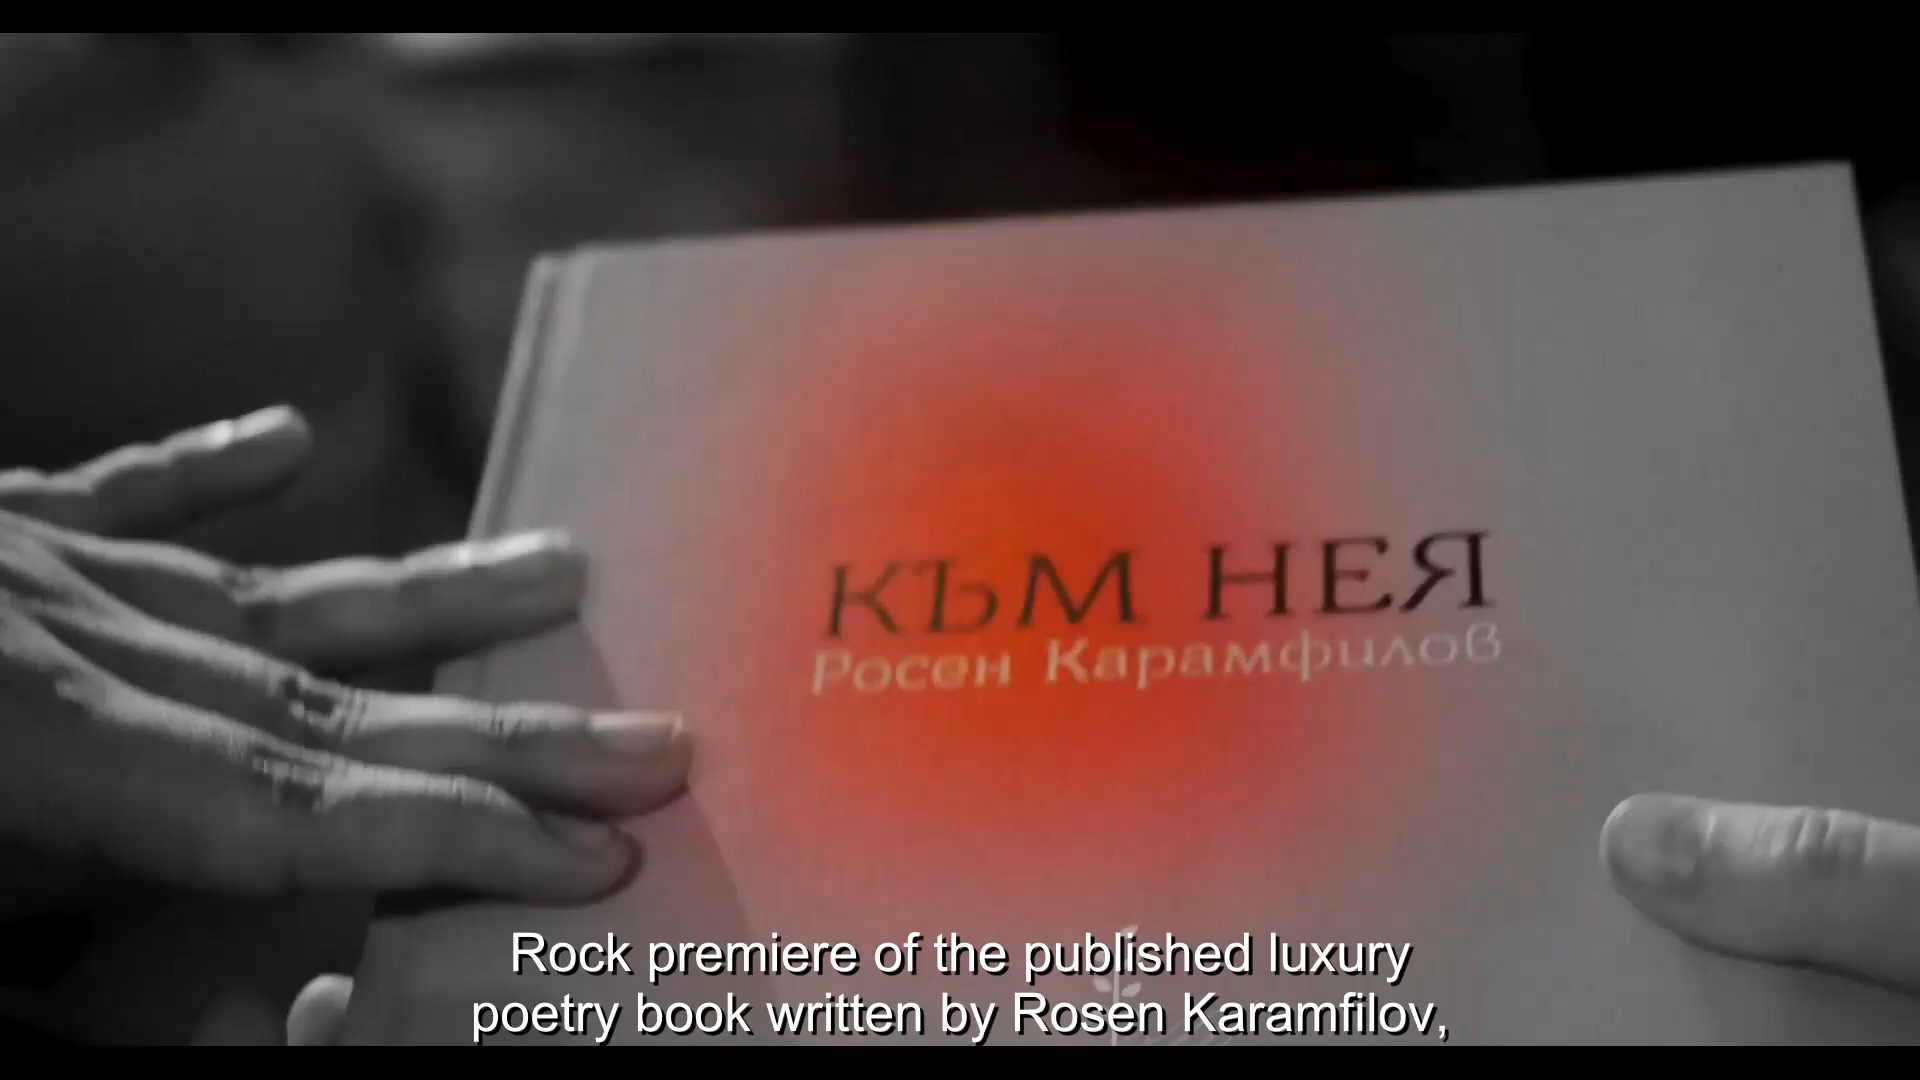 КЪМ НЕЯ
Росен Карамфилов
Rock premiere of the published luxury
poetry book written by Rosen Karamfilov,